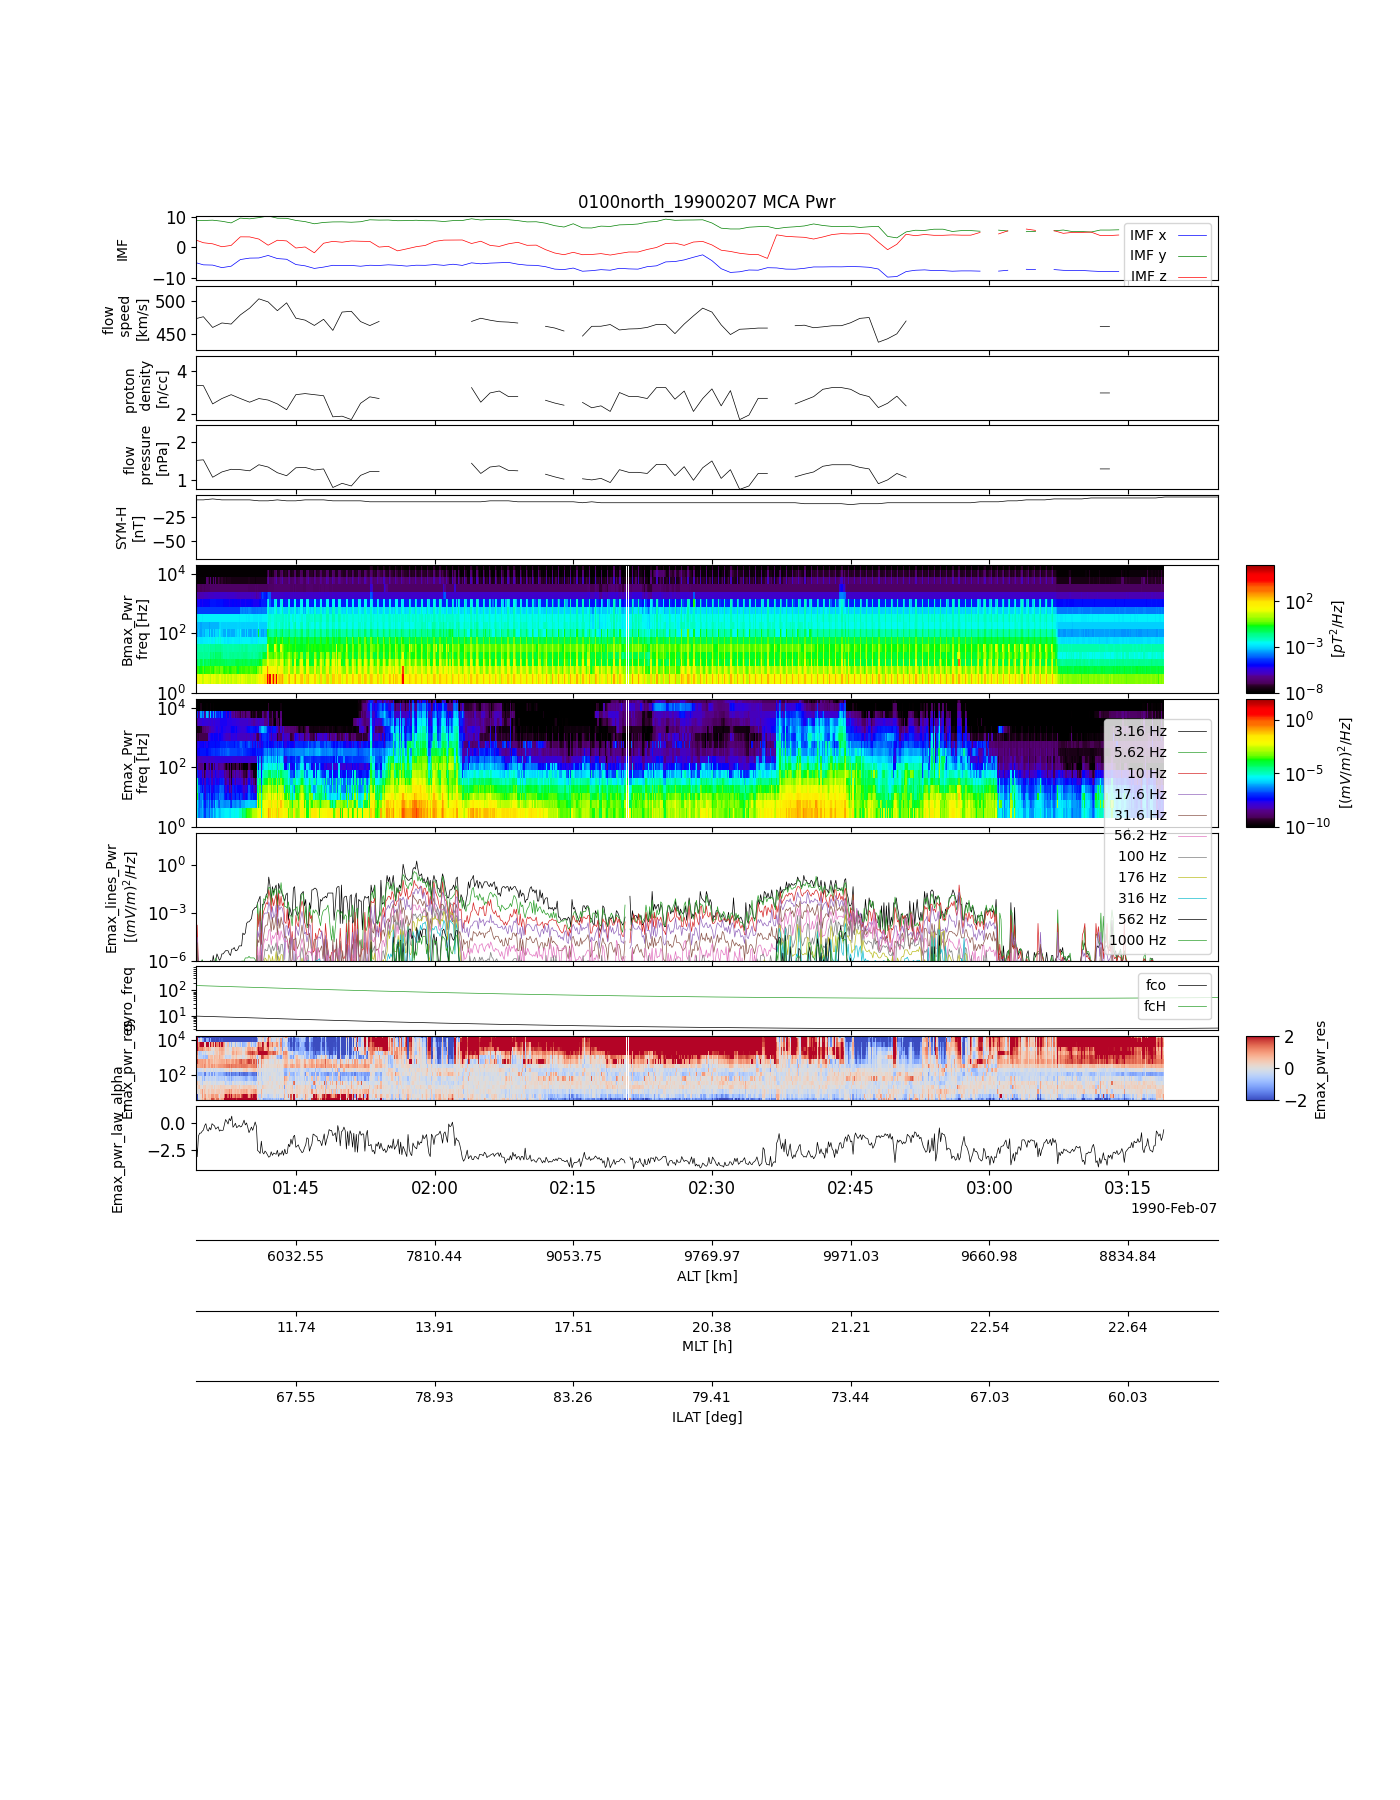 0100north_19900207 MCA Pwr
10
0
−10
IMF
IMF x
IMF y
IMF z
500
450
flow
speed
[km/s]
4
2
proton
density
[n/cc]
2
1
flow
pressure
[nPa]
−25
−50
SYM-H
[nT]
10^4
10^2
10^0
Bmax_Pwr
freq [Hz]
10^2
10^−3
10^−8
[pT^2/Hz]
10^4
10^2
10^0
Emax_Pwr
freq [Hz]
10^0
10^−5
10^−10
[(mV/m)^2/Hz]
3.16 Hz
5.62 Hz
10 Hz
17.6 Hz
31.6 Hz
56.2 Hz
100 Hz
176 Hz
316 Hz
562 Hz
1000 Hz
10^0
10^−3
10^−6
Emax_lines_Pwr
[(mV/m)^2/Hz]
10^2
10^1
gyro_freq
fco
fcH
10^4
10^2
Emax_pwr_res
2
0
−2
Emax_pwr_res
0.0
−2.5
Emax_pwr_law_alpha
01:45 02:00 02:15 02:30 02:45 03:00 03:15
1990-Feb-07
6032.55 7810.44 9053.75 9769.97 9971.03 9660.98 8834.84
ALT [km]
11.74 13.91 17.51 20.38 21.21 22.54 22.64
MLT [h]
67.55 78.93 83.26 79.41 73.44 67.03 60.03
ILAT [deg]